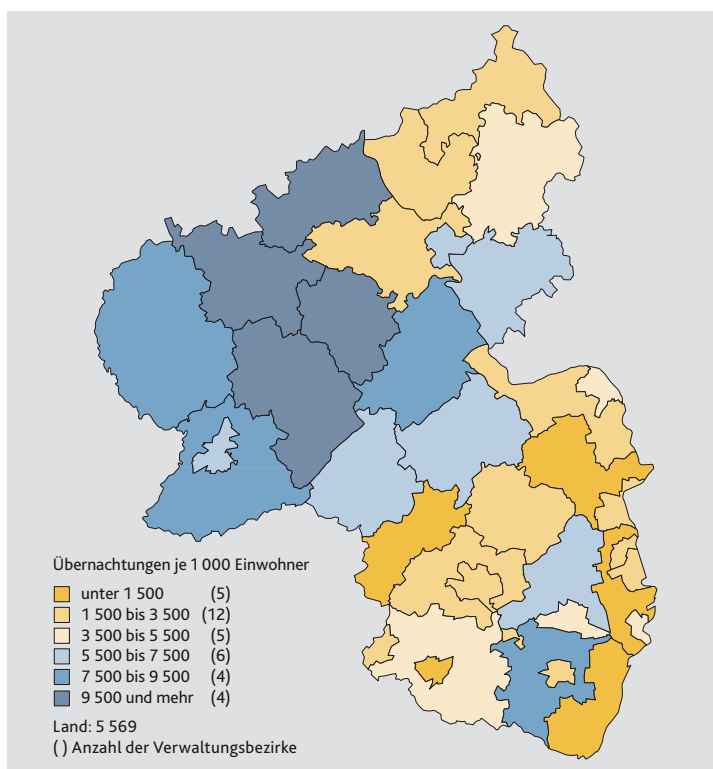 Übernachtungen je 1 000 Einwohner
unter 1 500 (5)
1 500 bis 3 500 (12)
3 500 bis 5 500 (5)
5 500 bis 7 500 (6)
7 500 bis 9 500 (4)
9 500 und mehr (4)
Land: 5 569
( ) Anzahl der Verwaltungsbezirke